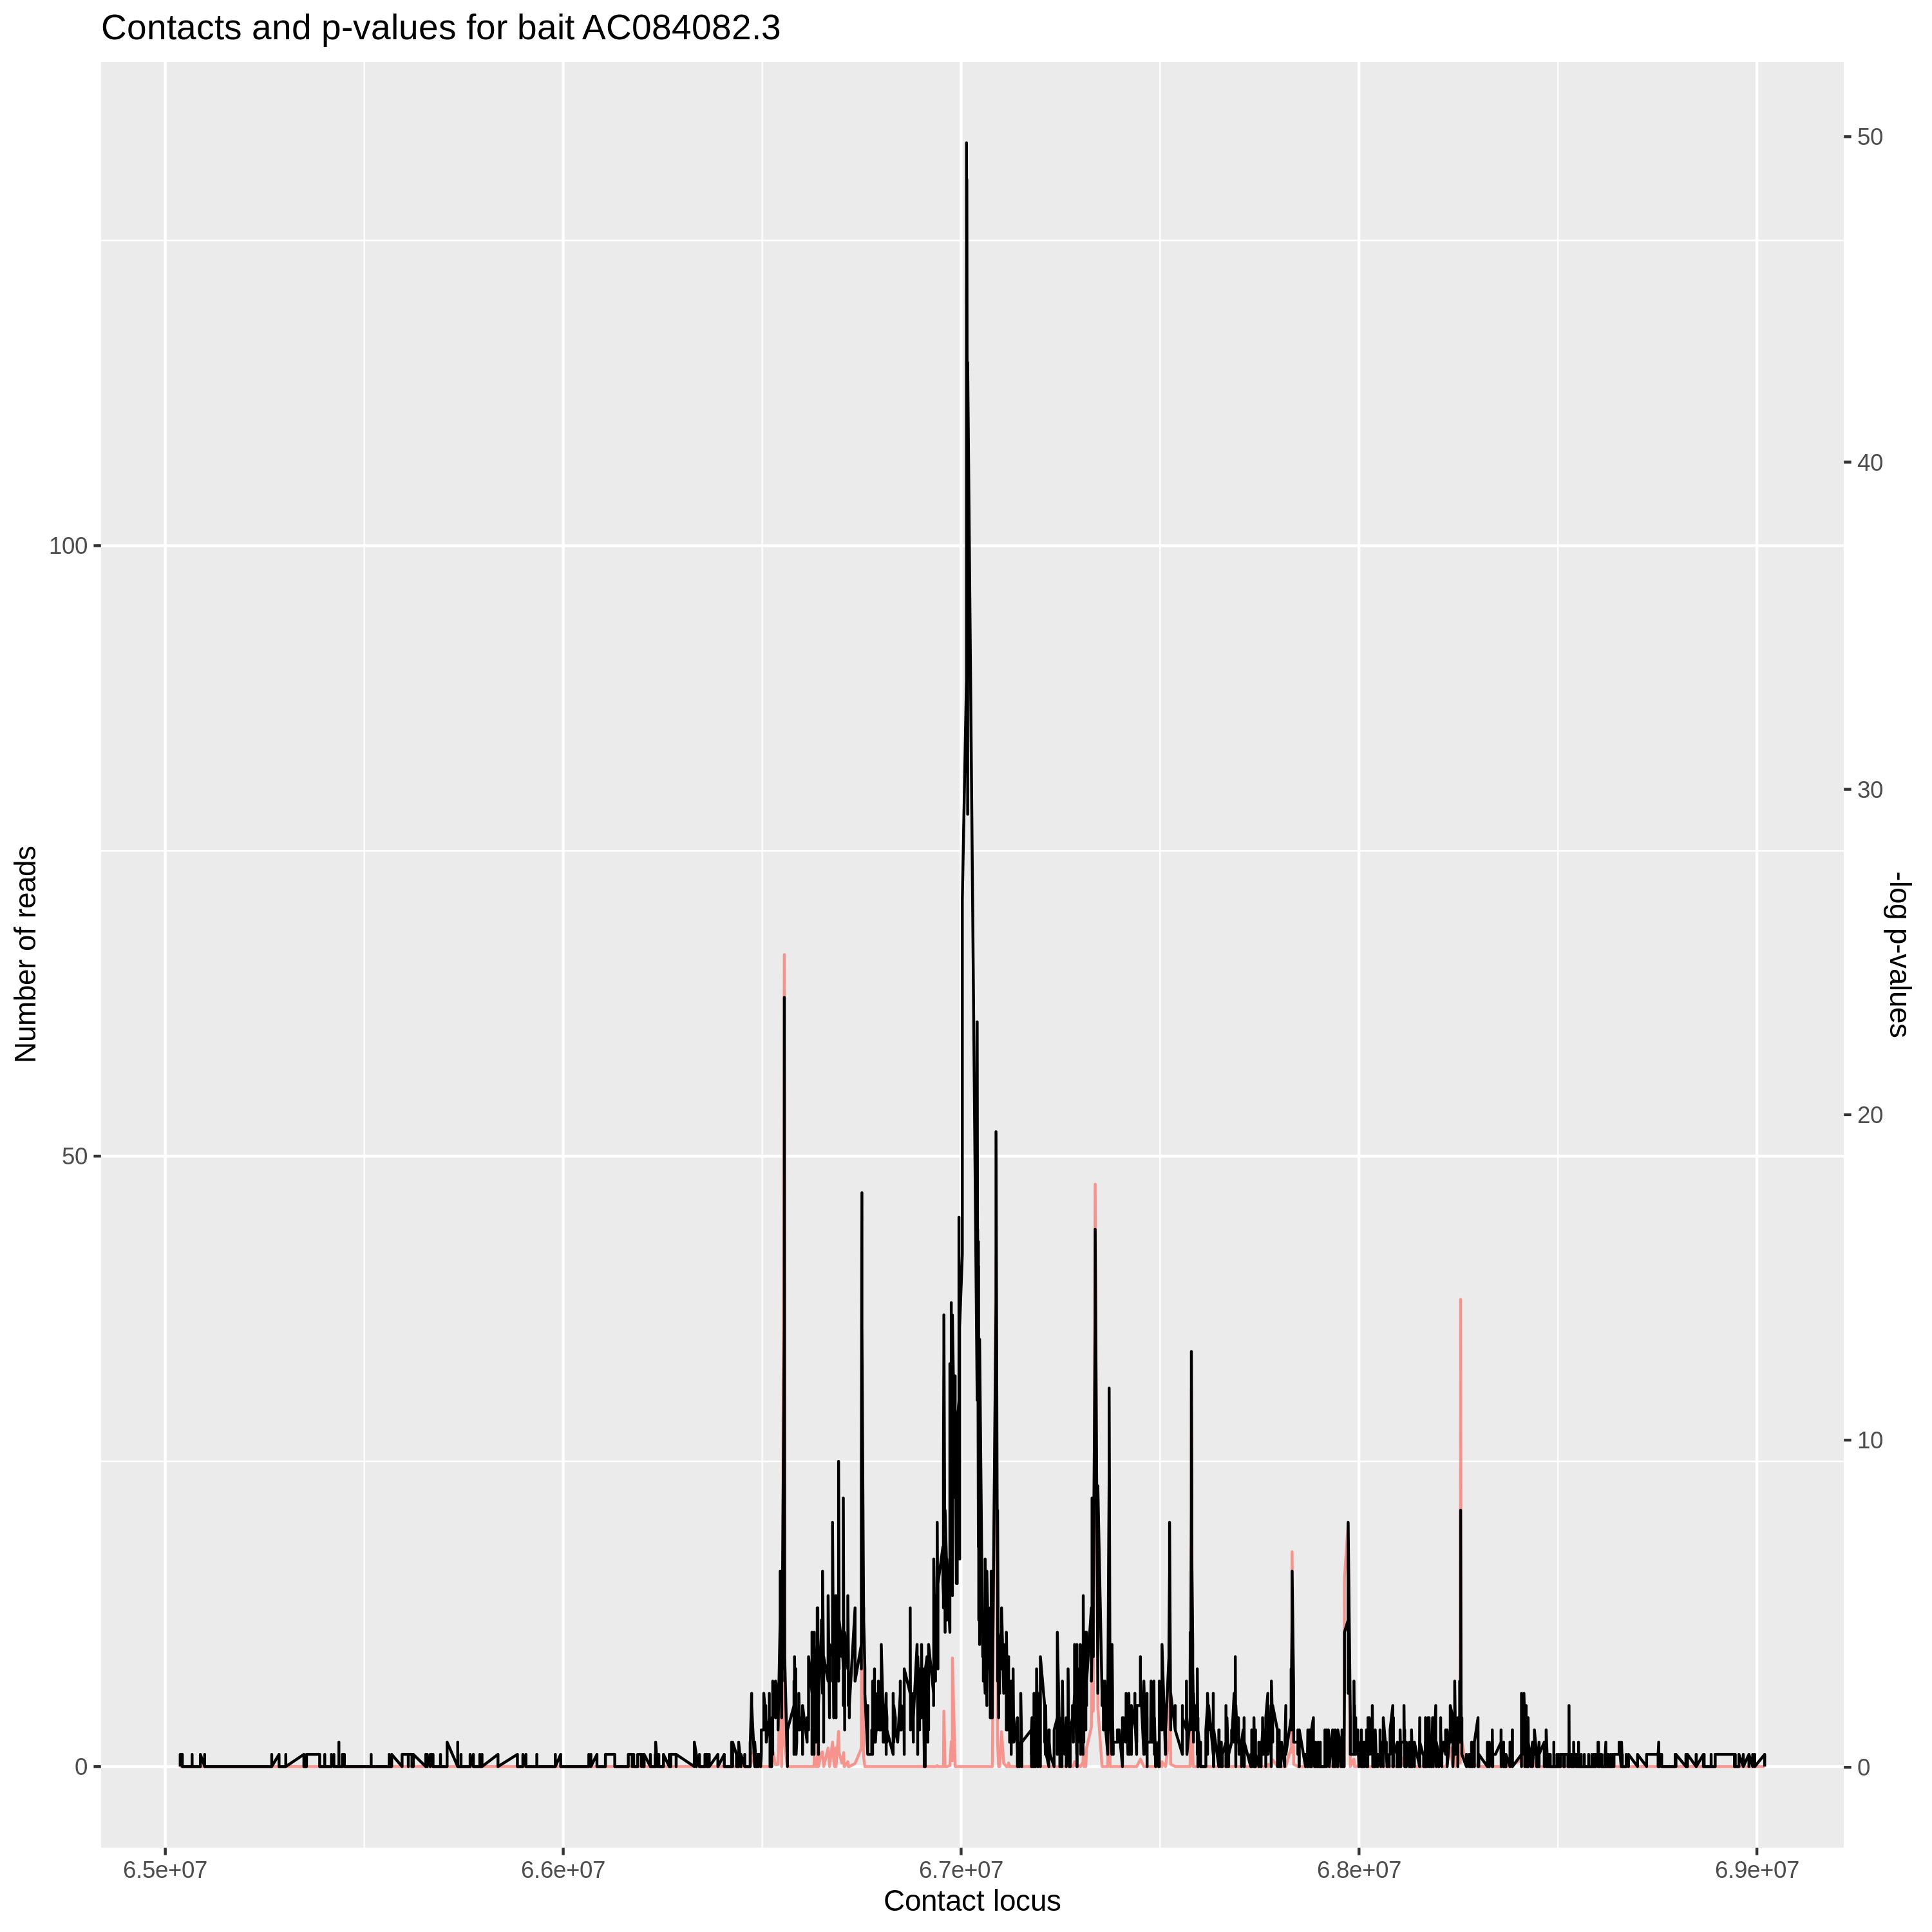 Contacts and p-values for bait AC084082.3
Number of reads
100
50
0
50
40
30
20
10
0
-log p-values
6.5e+07 6.6e+07 6.7e+07 6.8e+07 6.9e+07
Contact locus